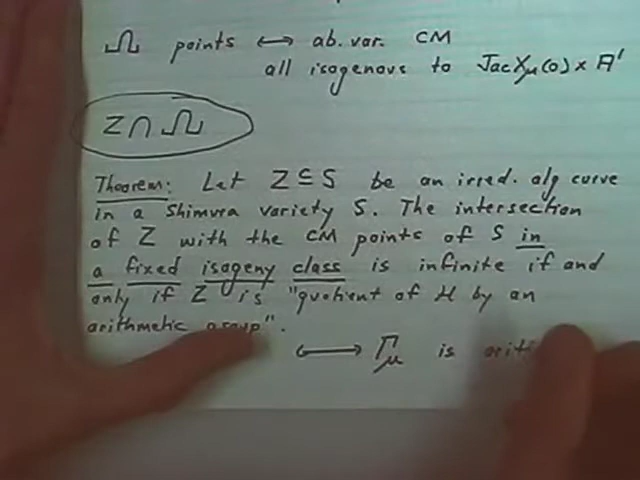 Ω points ↔ ab. var. CM
all isogenous to Jac X_μ(0) × A'
Z ∩ Ω
Theorem: Let Z ⊆ S be an irred. alg curve
in a Shimura variety S. The intersection
of Z with the CM points of S in
a fixed isogeny class is infinite if and
only if Z is "quotient of H by an
arithmetic group".
⟷ Γ_μ is